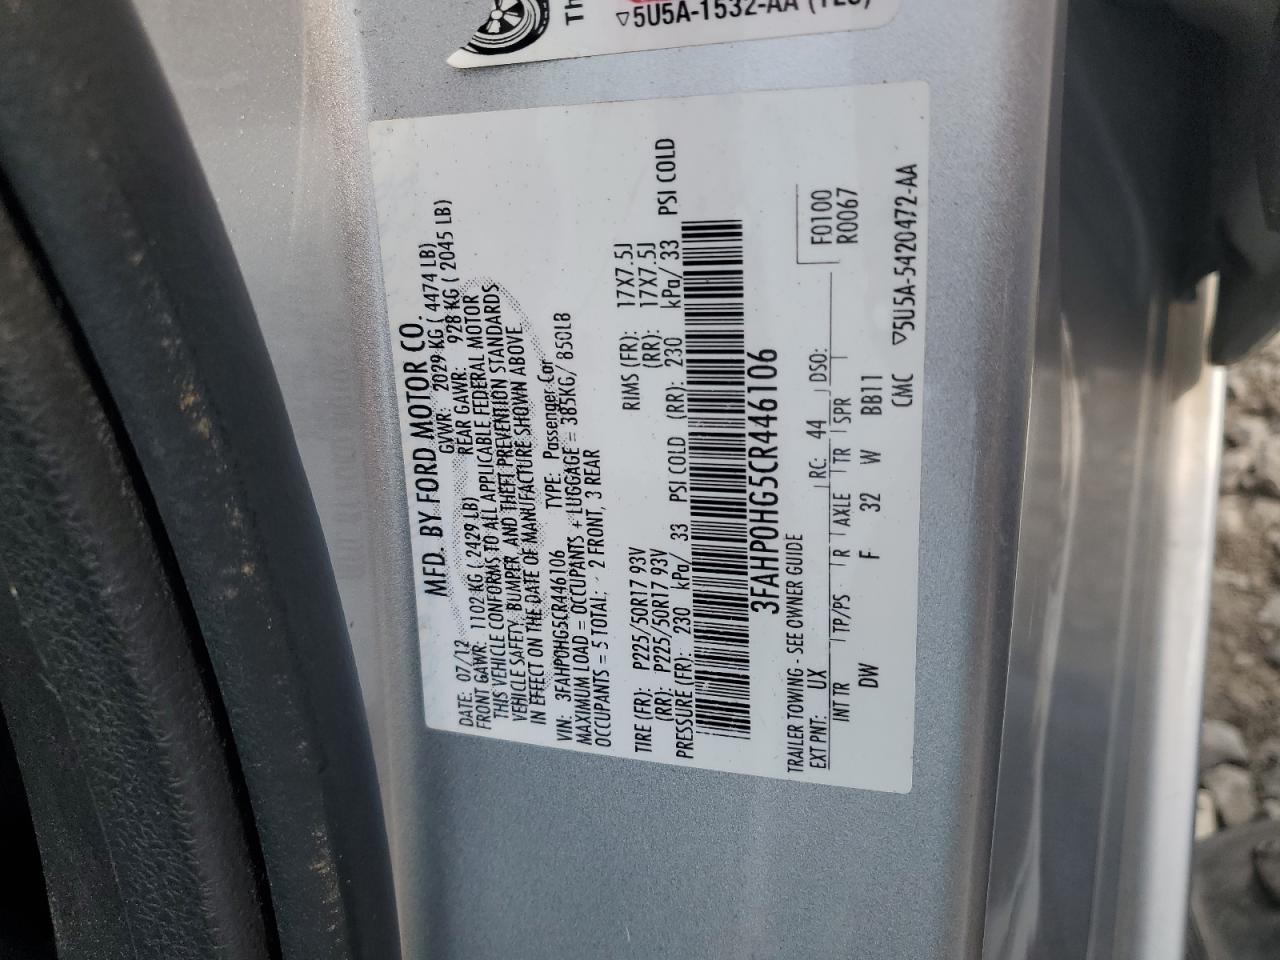 Th
▽5U5A-1532-AA
MFD. BY FORD MOTOR CO.
DATE: 07/12 GVWR: 2029 KG ( 4474 LB)
FRONT GAWR: 1102 KG ( 2429 LB) REAR GAWR: 928 KG ( 2045 LB)
THIS VEHICLE CONFORMS TO ALL APPLICABLE FEDERAL MOTOR
VEHICLE SAFETY, BUMPER, AND THEFT PREVENTION STANDARDS
IN EFFECT ON THE DATE OF MANUFACTURE SHOWN ABOVE.
VIN: 3FAHP0HG5CR446106 TYPE: Passenger Car
MAXIMUM LOAD = OCCUPANTS + LUGGAGE = 385KG/ 850LB
OCCUPANTS = 5 TOTAL; 2 FRONT, 3 REAR
TIRE (FR): P225/50R17 93V RIMS (FR): 17X7.5J
(RR): P225/50R17 93V (RR): 17X7.5J
PRESSURE (FR): 230 kPa/ 33 PSI COLD (RR): 230 kPa/ 33 PSI COLD
3FAHP0HG5CR446106
TRAILER TOWING - SEE OWNER GUIDE
EXT PNT: UX RC: 44 DSO: F0100
INT TR TP/PS R AXLE TR SPR R0067
DW F 32 W BB11
CMC ▽5U5A-5420472-AA